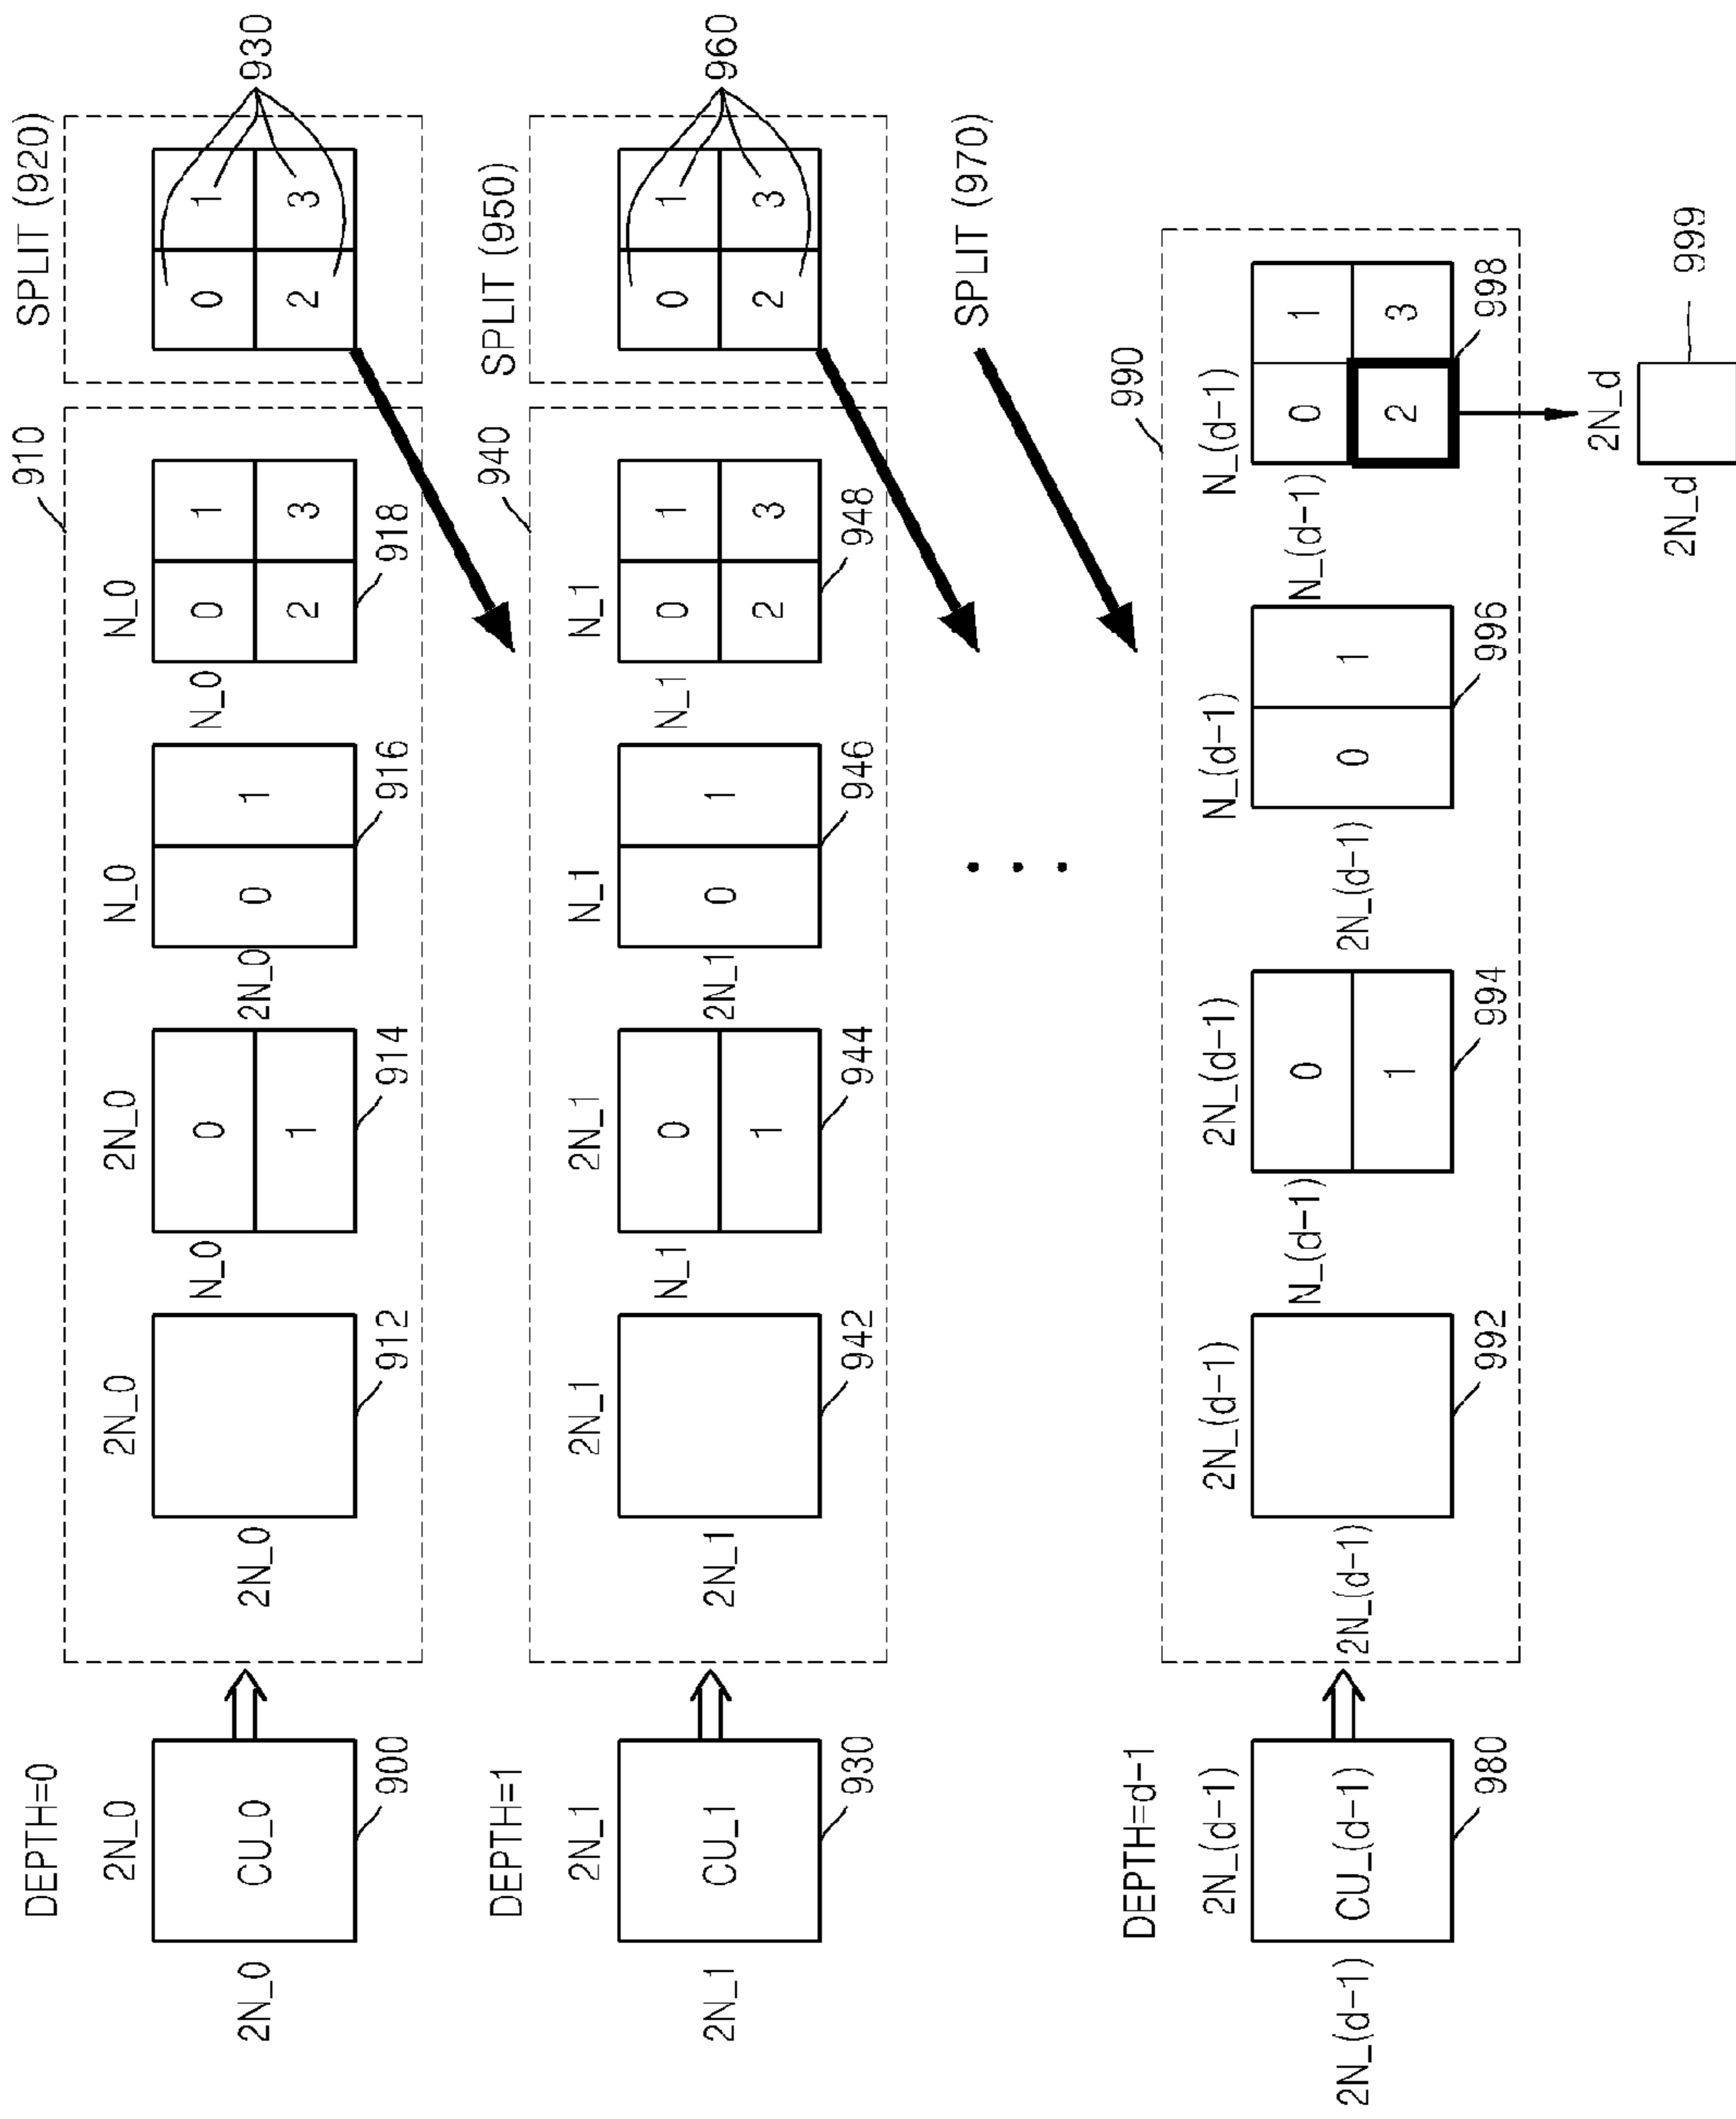 DEPTH=0
2N_0
2N_0
CU_0
900
910
2N_0
2N_0
912
2N_0
N_0
0
1
914
N_0
2N_0
0
1
916
N_0
N_0
0
1
2
3
918
SPLIT (920)
0
1
2
3
930
DEPTH=1
2N_1
2N_1
CU_1
930
940
2N_1
2N_1
942
2N_1
N_1
0
1
944
N_1
2N_1
0
1
946
N_1
N_1
0
1
2
3
948
SPLIT (950)
0
1
2
3
960
SPLIT (970)
DEPTH=d-1
2N_(d-1)
2N_(d-1)
CU_(d-1)
980
990
2N_(d-1)
2N_(d-1)
992
2N_(d-1)
N_(d-1)
0
1
994
N_(d-1)
2N_(d-1)
0
1
996
N_(d-1)
N_(d-1)
0
1
2
3
998
2N_d
2N_d
999